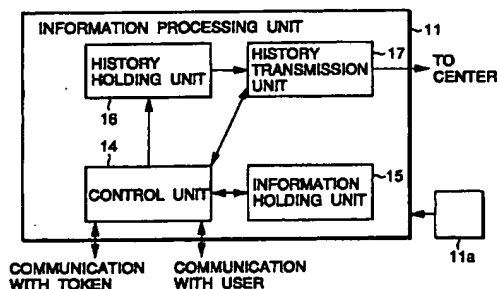 INFORMATION PROCESSING UNIT
11
HISTORY
HOLDING UNIT
16
HISTORY
TRANSMISSION
UNIT
17
TO
CENTER
14
CONTROL UNIT
INFORMATION
HOLDING UNIT
15
11a
COMMUNICATION
WITH TOKEN
COMMUNICATION
WITH USER